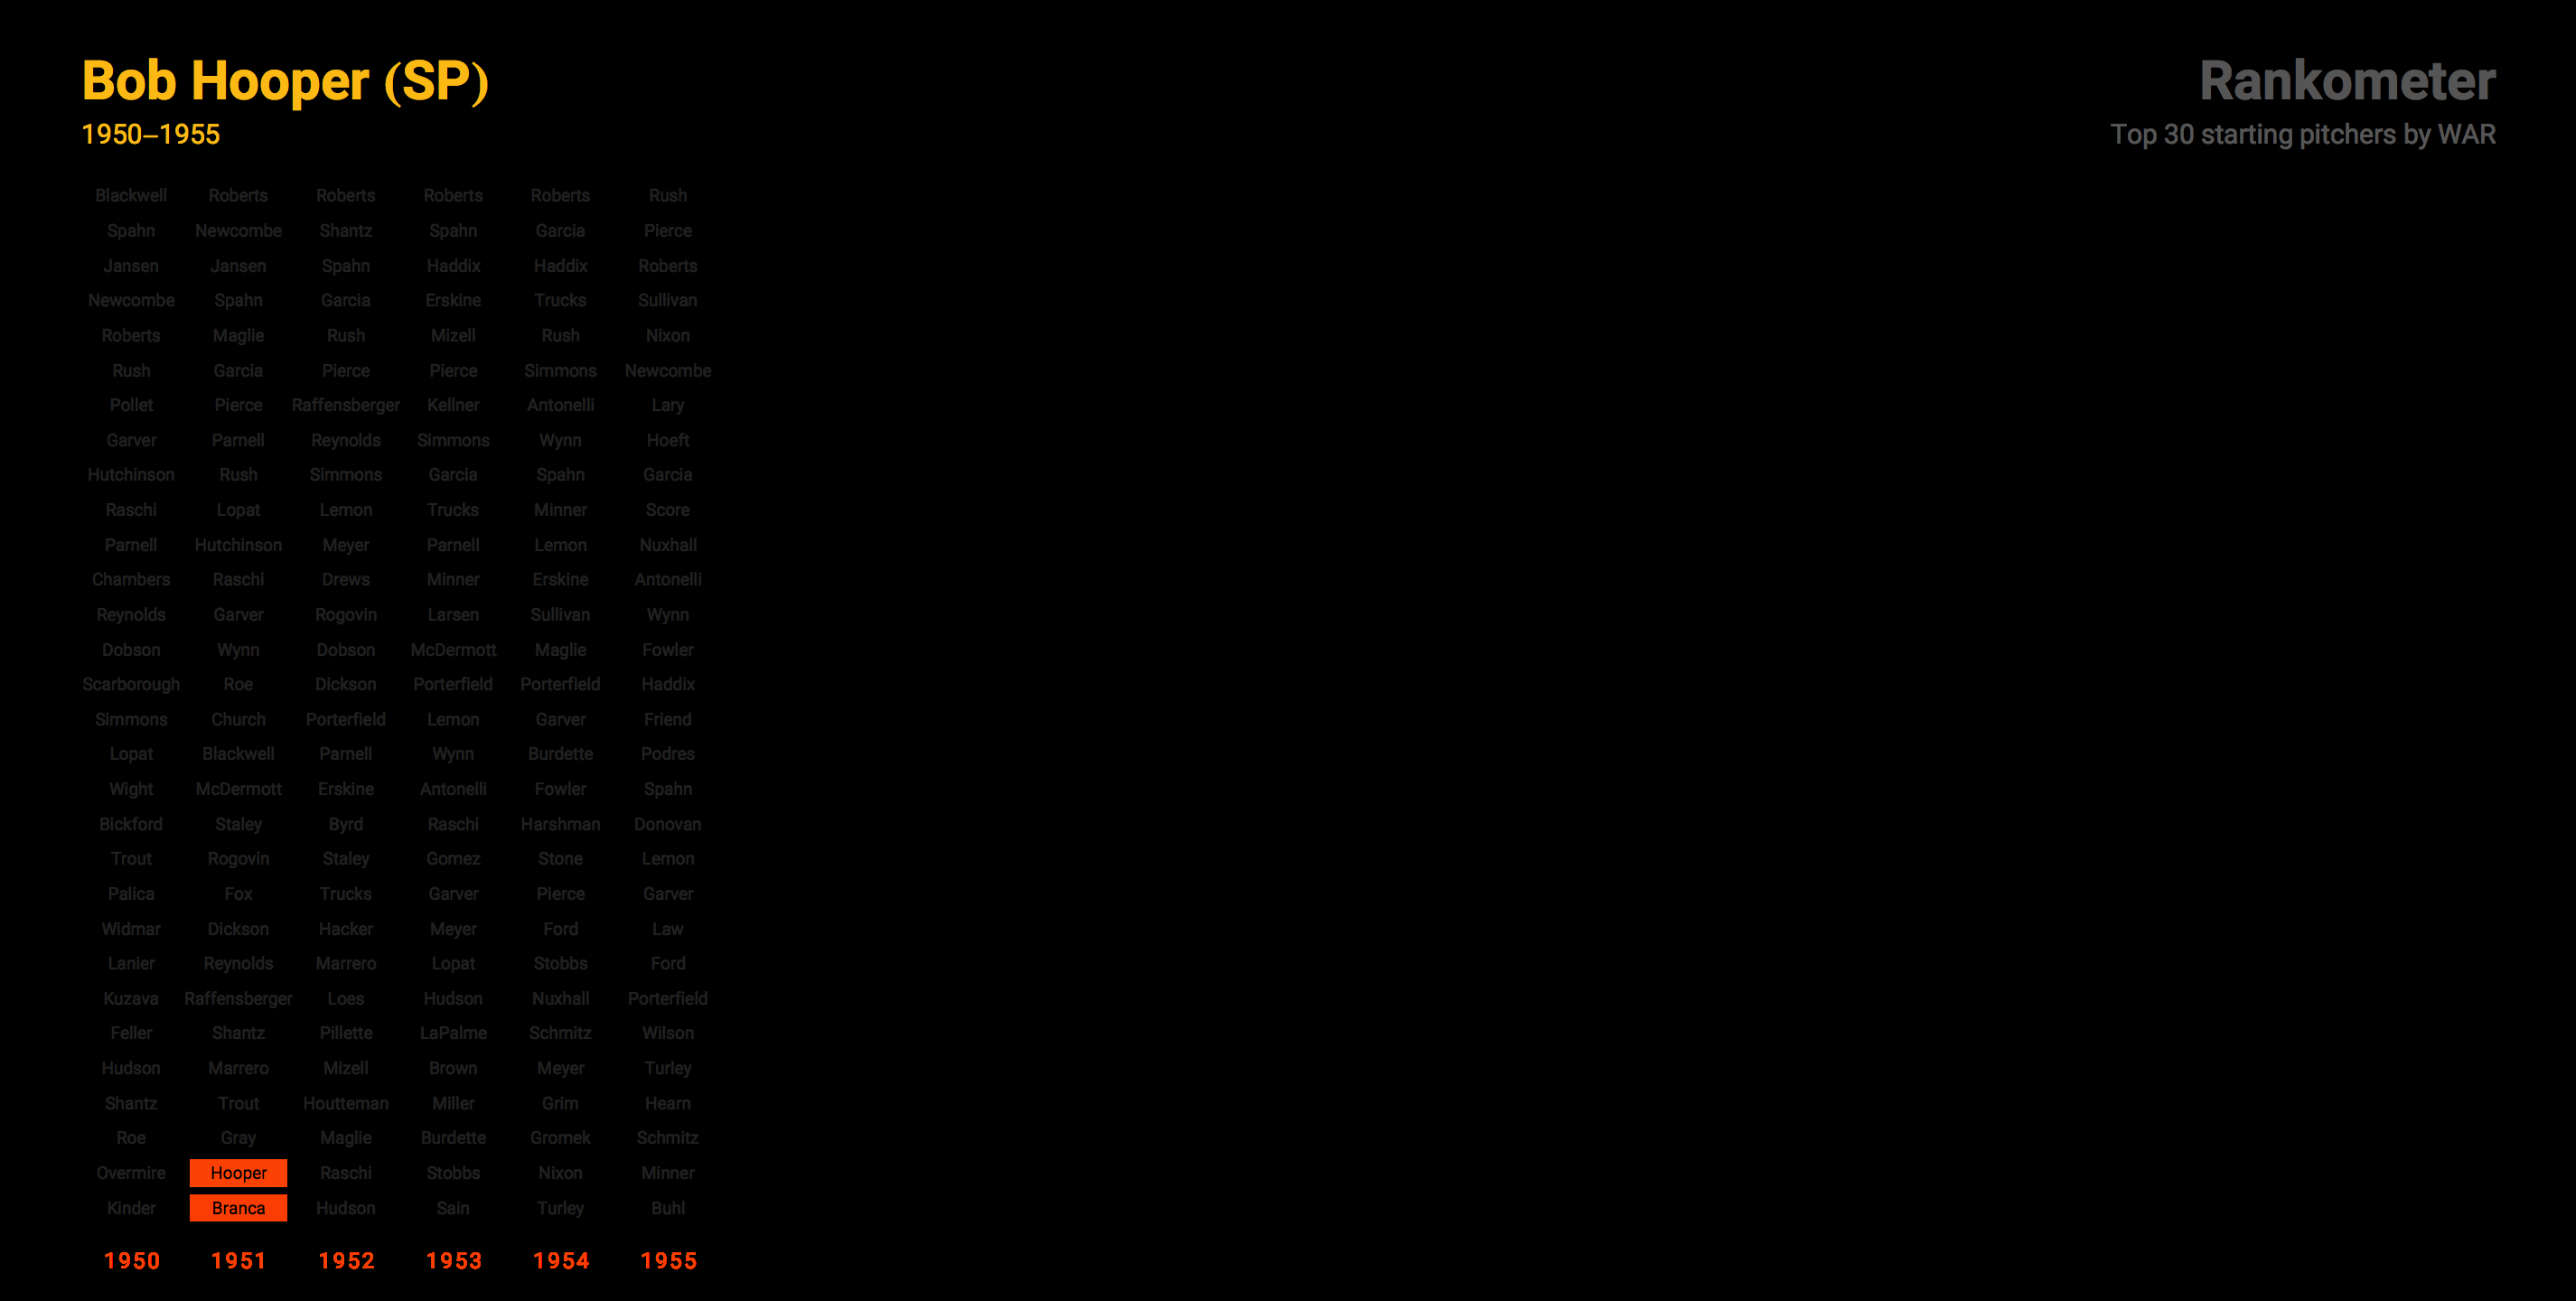 Bob Hooper (SP)
1950–1955
Rankometer
Top 30 starting pitchers by WAR
Blackwell Roberts Roberts Roberts Roberts Rush
Spahn Newcombe Shantz Spahn Garcia Pierce
Jansen Jansen Spahn Haddix Haddix Roberts
Newcombe Spahn Garcia Erskine Trucks Sullivan
Roberts Maglie Rush Mizell Rush Nixon
Rush Garcia Pierce Pierce Simmons Newcombe
Pollet Pierce Raffensberger Kellner Antonelli Lary
Garver Parnell Reynolds Simmons Wynn Hoeft
Hutchinson Rush Simmons Garcia Spahn Garcia
Raschi Lopat Lemon Trucks Minner Score
Parnell Hutchinson Meyer Parnell Lemon Nuxhall
Chambers Raschi Drews Minner Erskine Antonelli
Reynolds Garver Rogovin Larsen Sullivan Wynn
Dobson Wynn Dobson McDermott Maglie Fowler
Scarborough Roe Dickson Porterfield Porterfield Haddix
Simmons Church Porterfield Lemon Garver Friend
Lopat Blackwell Parnell Wynn Burdette Podres
Wight McDermott Erskine Antonelli Fowler Spahn
Bickford Staley Byrd Raschi Harshman Donovan
Trout Rogovin Staley Gomez Stone Lemon
Palica Fox Trucks Garver Pierce Garver
Widmar Dickson Hacker Meyer Ford Law
Lanier Reynolds Marrero Lopat Stobbs Ford
Kuzava Raffensberger Loes Hudson Nuxhall Porterfield
Feller Shantz Pillette LaPalme Schmitz Wilson
Hudson Marrero Mizell Brown Meyer Turley
Shantz Trout Houtteman Miller Grim Hearn
Roe Gray Maglie Burdette Gromek Schmitz
Overmire Hooper Raschi Stobbs Nixon Minner
Kinder Branca Hudson Sain Turley Buhl
1950 1951 1952 1953 1954 1955